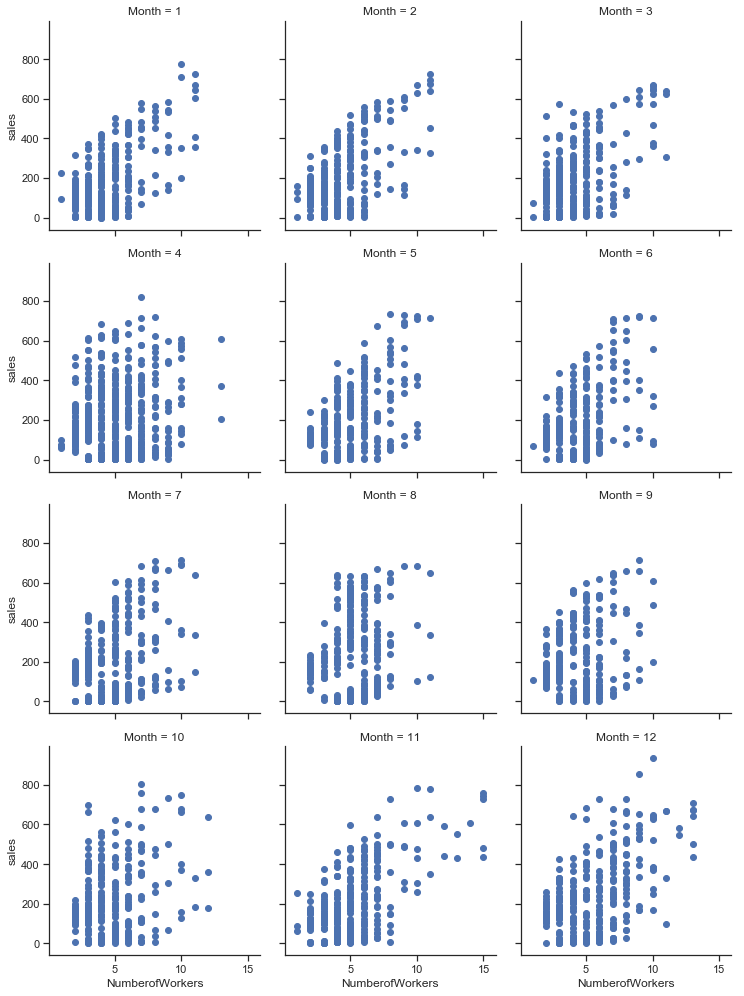 Month = 1
Month = 2
Month = 3
800
600
400
200
0
sales
Month = 4
Month = 5
Month = 6
800
600
400
200
0
sales
Month = 7
Month = 8
Month = 9
800
600
400
200
0
sales
Month = 10
Month = 11
Month = 12
800
600
400
200
0
sales
5 10 15
5 10 15
5 10 15
NumberofWorkers
NumberofWorkers
NumberofWorkers